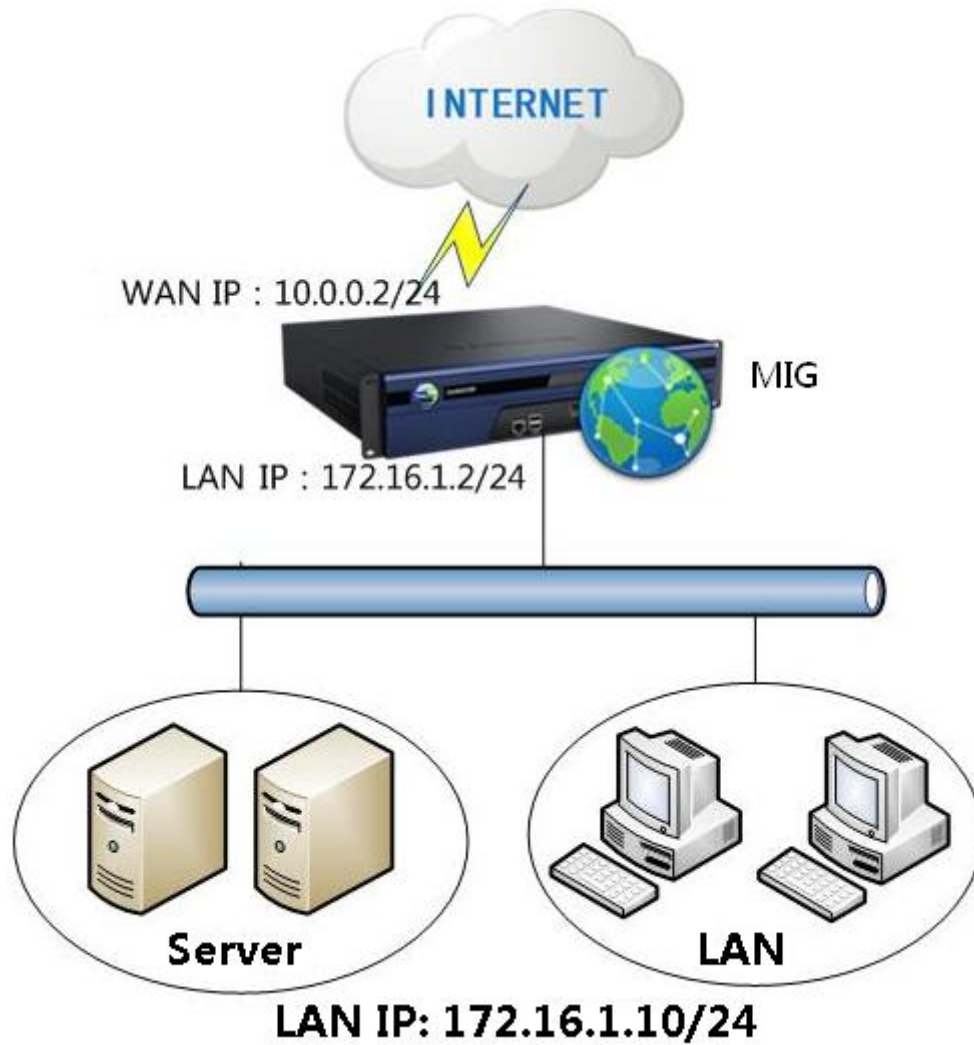 INTERNET
WAN IP : 10.0.0.2/24
MIG
LAN IP : 172.16.1.2/24
Server
LAN
LAN IP: 172.16.1.10/24